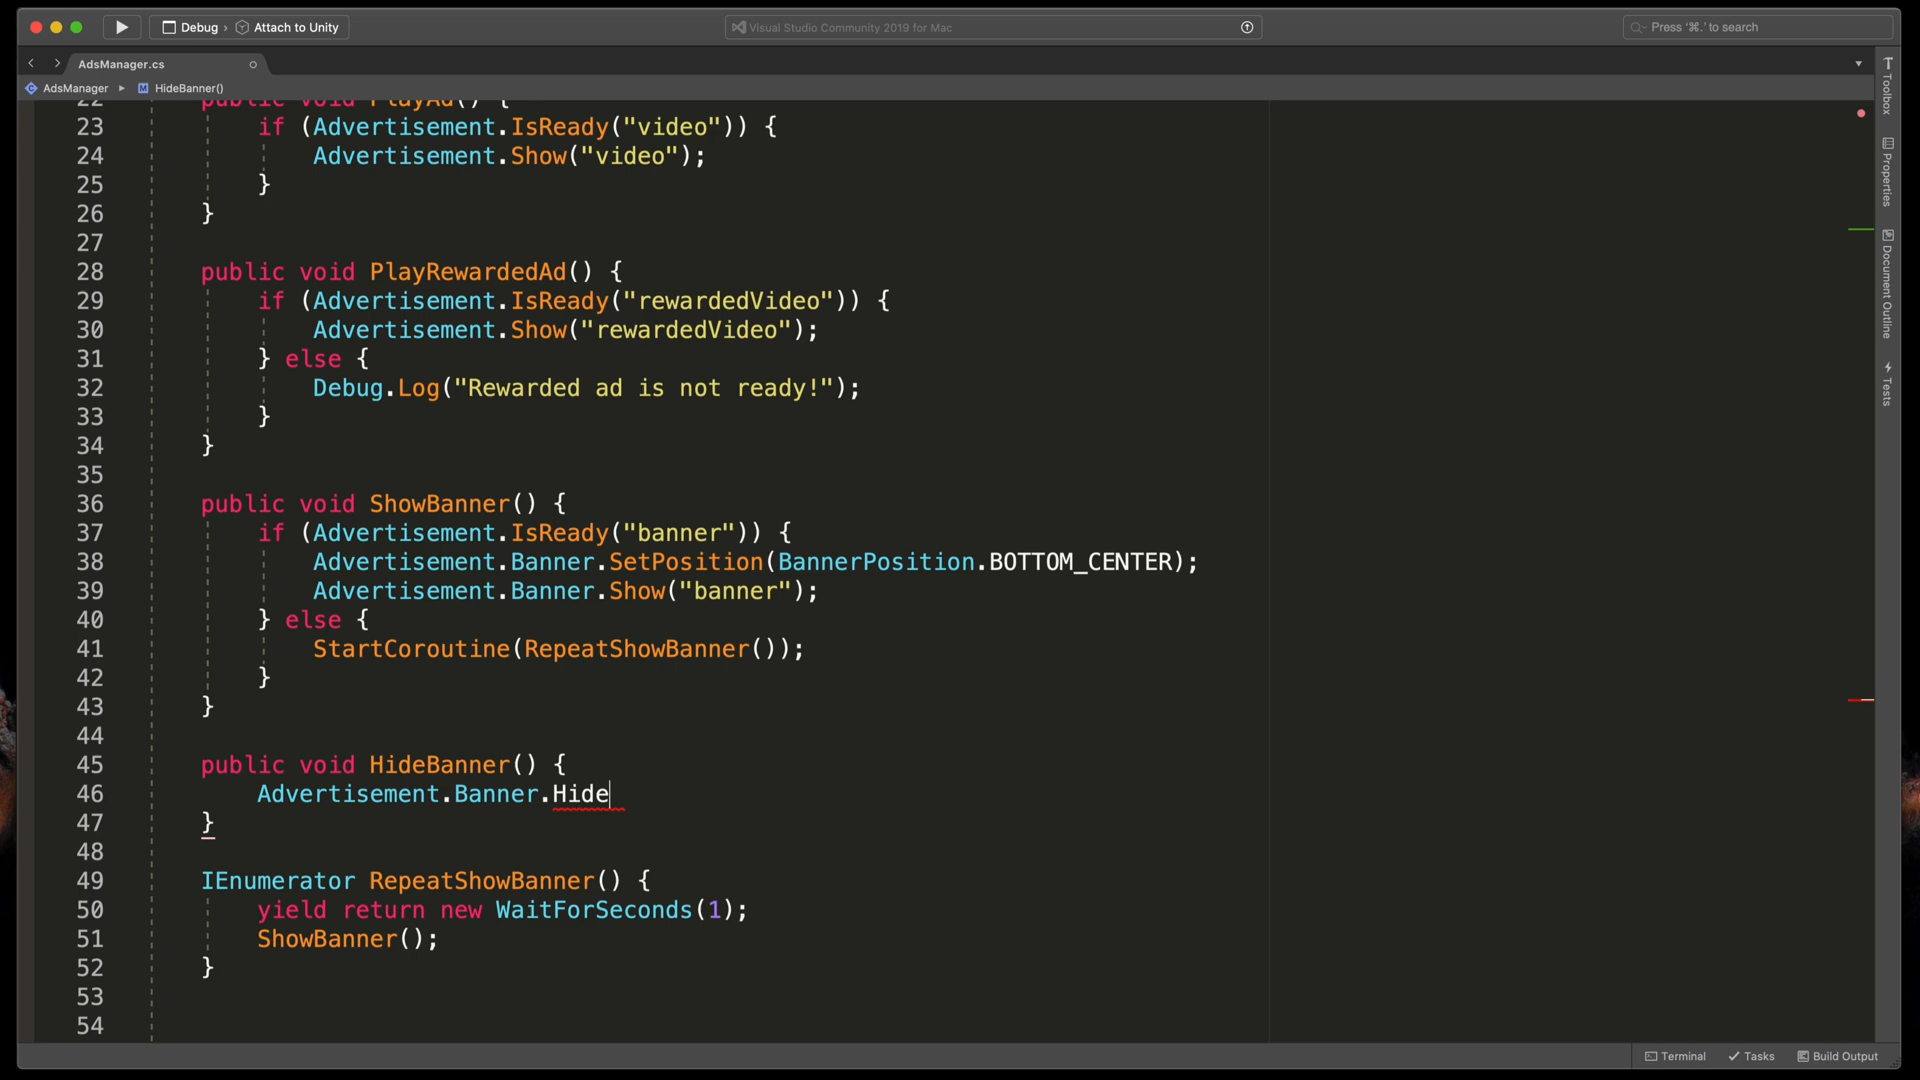 Debug › Attach to Unity
Visual Studio Community 2019 for Mac
Press '⌘.' to search
AdsManager.cs
AdsManager ▸ HideBanner()
22 public void PlayAd() {
23 if (Advertisement.IsReady("video")) {
24 Advertisement.Show("video");
25 }
26 }
27
28 public void PlayRewardedAd() {
29 if (Advertisement.IsReady("rewardedVideo")) {
30 Advertisement.Show("rewardedVideo");
31 } else {
32 Debug.Log("Rewarded ad is not ready!");
33 }
34 }
35
36 public void ShowBanner() {
37 if (Advertisement.IsReady("banner")) {
38 Advertisement.Banner.SetPosition(BannerPosition.BOTTOM_CENTER);
39 Advertisement.Banner.Show("banner");
40 } else {
41 StartCoroutine(RepeatShowBanner());
42 }
43 }
44
45 public void HideBanner() {
46 Advertisement.Banner.Hide
47 }
48
49 IEnumerator RepeatShowBanner() {
50 yield return new WaitForSeconds(1);
51 ShowBanner();
52 }
53
54
Toolbox
Properties
Document Outline
Tests
Terminal
Tasks
Build Output